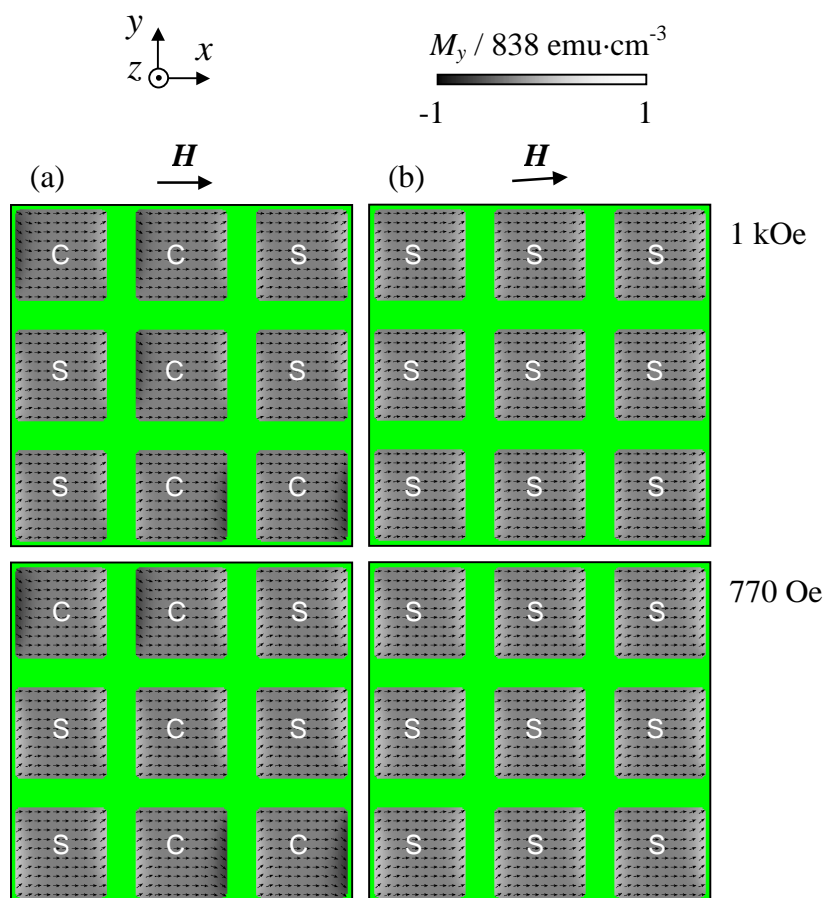 y
z x
M_y / 838 emu·cm^-3
-1 1
(a) H
(b) H
C C S
S C S
S C C
S S S
S S S
S S S
1 kOe
C C S
S C S
S C C
S S S
S S S
S S S
770 Oe